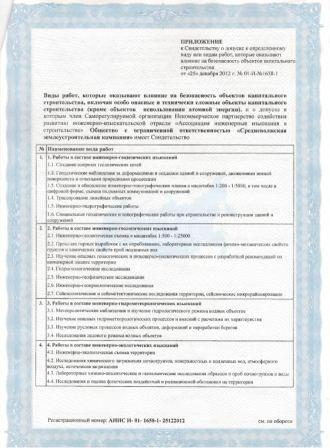 ПРИЛОЖЕНИЕ
к Свидетельству о допуске к определенному
виду или видам работ, которые оказывают
влияние на безопасность объектов капитального
строительства
от «25» декабря 2012 г. № 01-И-№1658-1
Виды работ, которые оказывают влияние на безопасность объектов капитального
строительства, включая особо опасные и технически сложные объекты капитального
строительства (кроме объектов использования атомной энергии), и о допуске к
которым член Саморегулируемой организации Некоммерческое партнерство содействия
развитию инженерно-изыскательской отрасли «Ассоциация Инженерные изыскания в
строительстве» Общество с ограниченной ответственностью «Средневолжская
землеустроительная компания» имеет Свидетельство
№ Наименование вида работ
1. 1. Работы в составе инженерно-геодезических изысканий
1.1. Создание опорных геодезических сетей
1.2. Геодезические наблюдения за деформациями и осадками зданий и сооружений, движениями земной
поверхности и опасными природными процессами
1.3. Создание и обновление инженерно-топографических планов в масштабах 1:200 - 1:5000, в том числе в
цифровой форме, съемка подземных коммуникаций и сооружений
1.4. Трассирование линейных объектов
1.5. Инженерно-гидрографические работы
1.6. Специальные геодезические и топографические работы при строительстве и реконструкции зданий и
сооружений
2. 2. Работы в составе инженерно-геологических изысканий
2.1. Инженерно-геологическая съемка в масштабах 1:500 - 1:25000
2.2. Проходка горных выработок с их опробованием, лабораторные исследования физико-механических свойств
грунтов и химических свойств проб подземных вод
2.3. Изучение опасных геологических и инженерно-геологических процессов с разработкой рекомендаций по
инженерной защите территории
2.4. Гидрогеологические исследования
2.5. Инженерно-геофизические исследования
2.6. Инженерно-геокриологические исследования
2.7. Сейсмологические и сейсмотектонические исследования территории, сейсмическое микрорайонирование
3. 3. Работы в составе инженерно-гидрометеорологических изысканий
3.1. Метеорологические наблюдения и изучение гидрологического режима водных объектов
3.2. Изучение опасных гидрометеорологических процессов и явлений с расчетами их характеристик
3.3. Изучение русловых процессов водных объектов, деформаций и переработки берегов
3.4. Исследования ледового режима водных объектов
4. 4. Работы в составе инженерно-экологических изысканий
4.1. Инженерно-экологическая съемка территории
4.2. Исследования химического загрязнения почвогрунтов, поверхностных и подземных вод, атмосферного
воздуха, источников загрязнения
4.3. Лабораторные химико-аналитические и газохимические исследования образцов и проб почвогрунтов и воды
4.4. Исследования и оценка физических воздействий и радиационной обстановки на территории
Регистрационный номер: АИИС И- 01- 1658-1- 25122012
см. на обороте